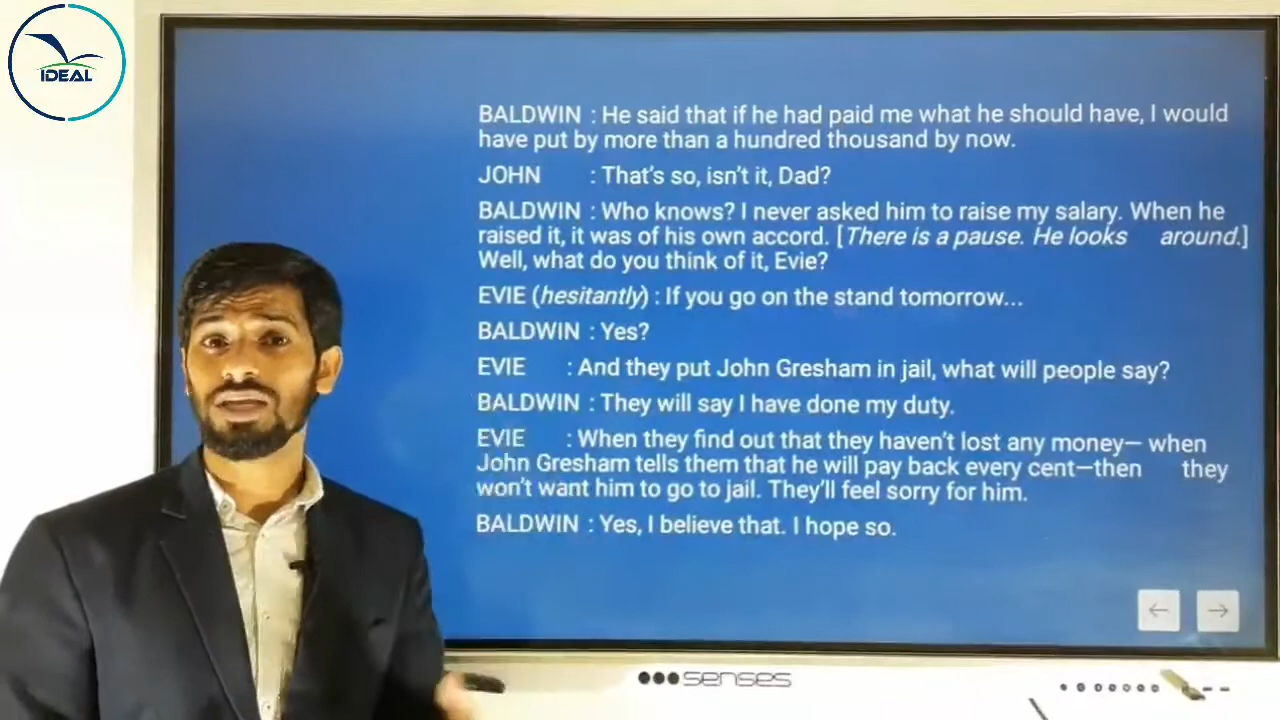 IDEAL
BALDWIN : He said that if he had paid me what he should have, I would
have put by more than a hundred thousand by now.
JOHN : That's so, isn't it, Dad?
BALDWIN : Who knows? I never asked him to raise my salary. When he
raised it, it was of his own accord. [There is a pause. He looks around.]
Well, what do you think of it, Evie?
EVIE (hesitantly) : If you go on the stand tomorrow...
BALDWIN : Yes?
EVIE : And they put John Gresham in jail, what will people say?
BALDWIN : They will say I have done my duty.
EVIE : When they find out that they haven't lost any money— when
John Gresham tells them that he will pay back every cent—then they
won't want him to go to jail. They'll feel sorry for him.
BALDWIN : Yes, I believe that. I hope so.
senses